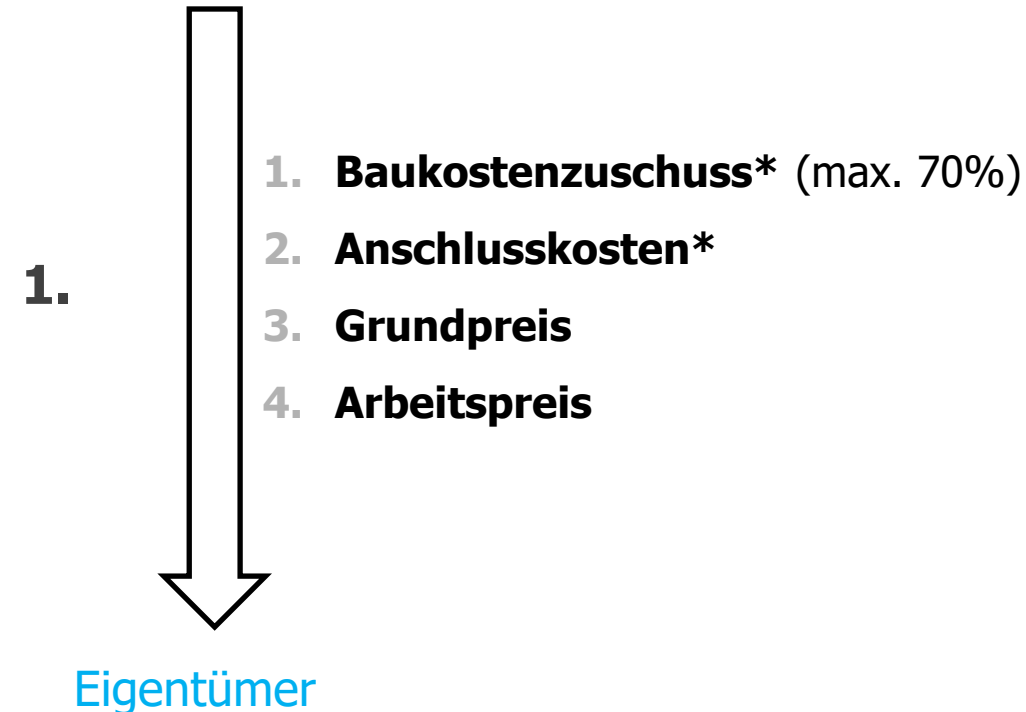 1. Baukostenzuschuss* (max. 70%)
2. Anschlusskosten*
1.
3. Grundpreis
4. Arbeitspreis
Eigentümer